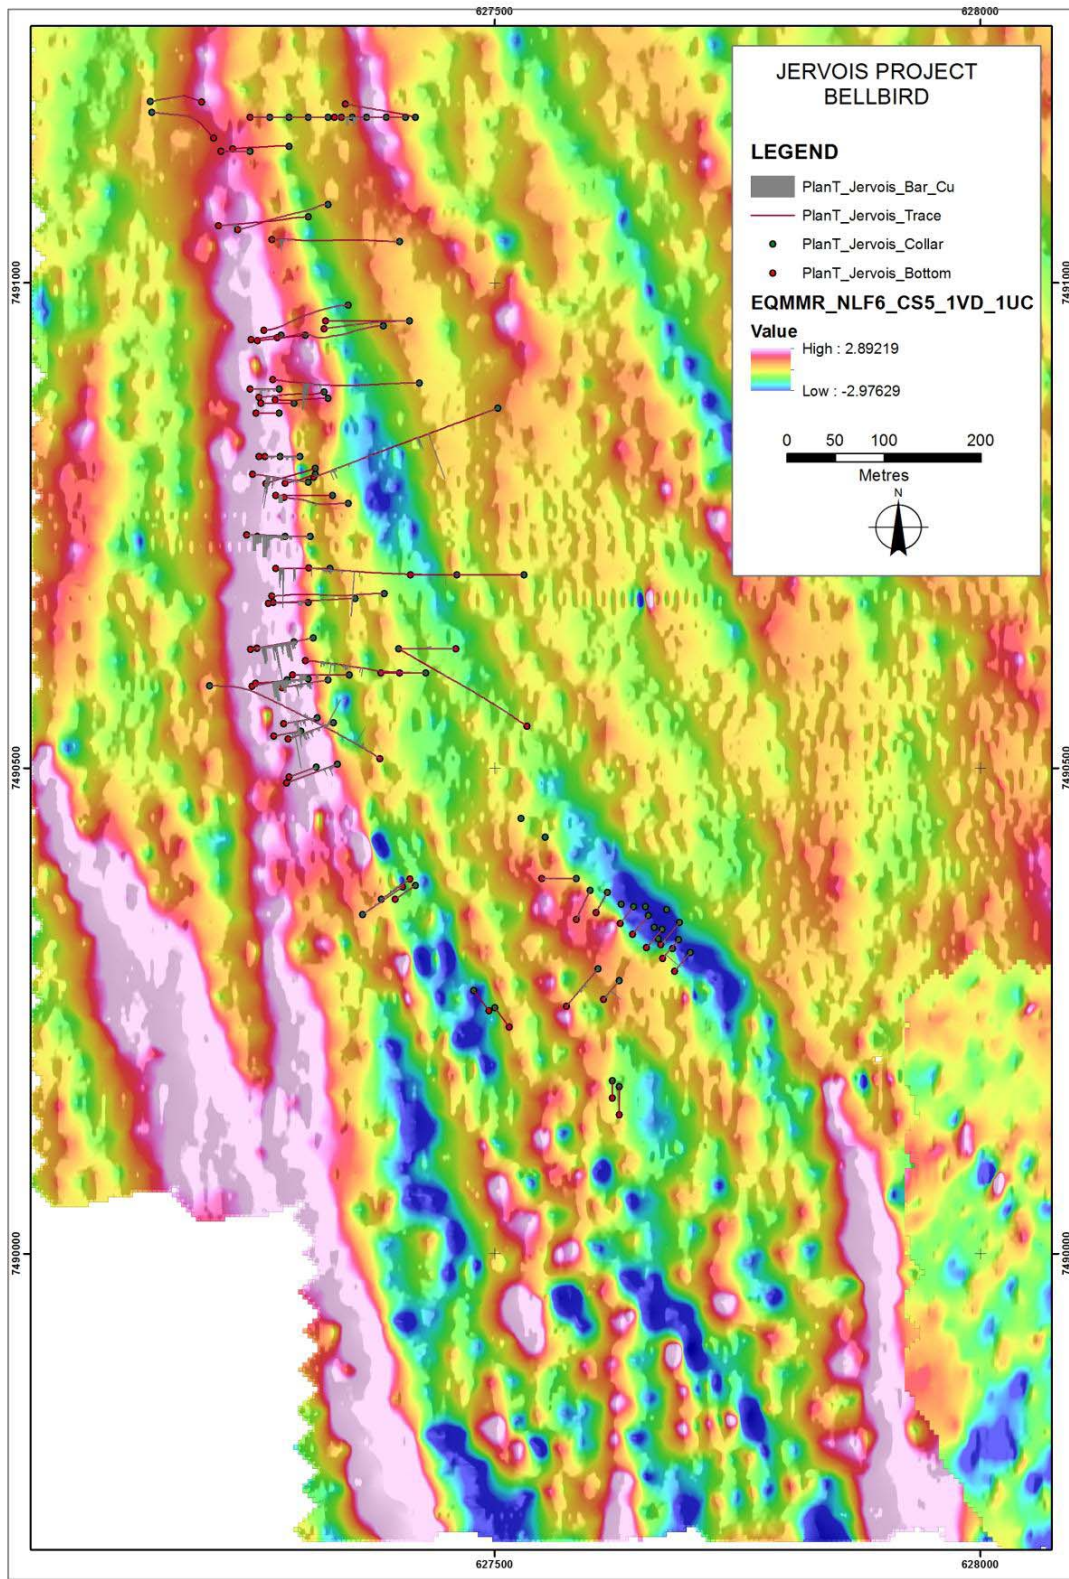 627500
628000
JERVOIS PROJECT
BELLBIRD
LEGEND
PlanT_Jervois_Bar_Cu
PlanT_Jervois_Trace
PlanT_Jervois_Collar
PlanT_Jervois_Bottom
EQMMR_NLF6_CS5_1VD_1UC
Value
High : 2.89219
Low : -2.97629
0 50 100 200
Metres
N
7491000
7491000
7490500
7490500
7490000
7490000
627500
628000